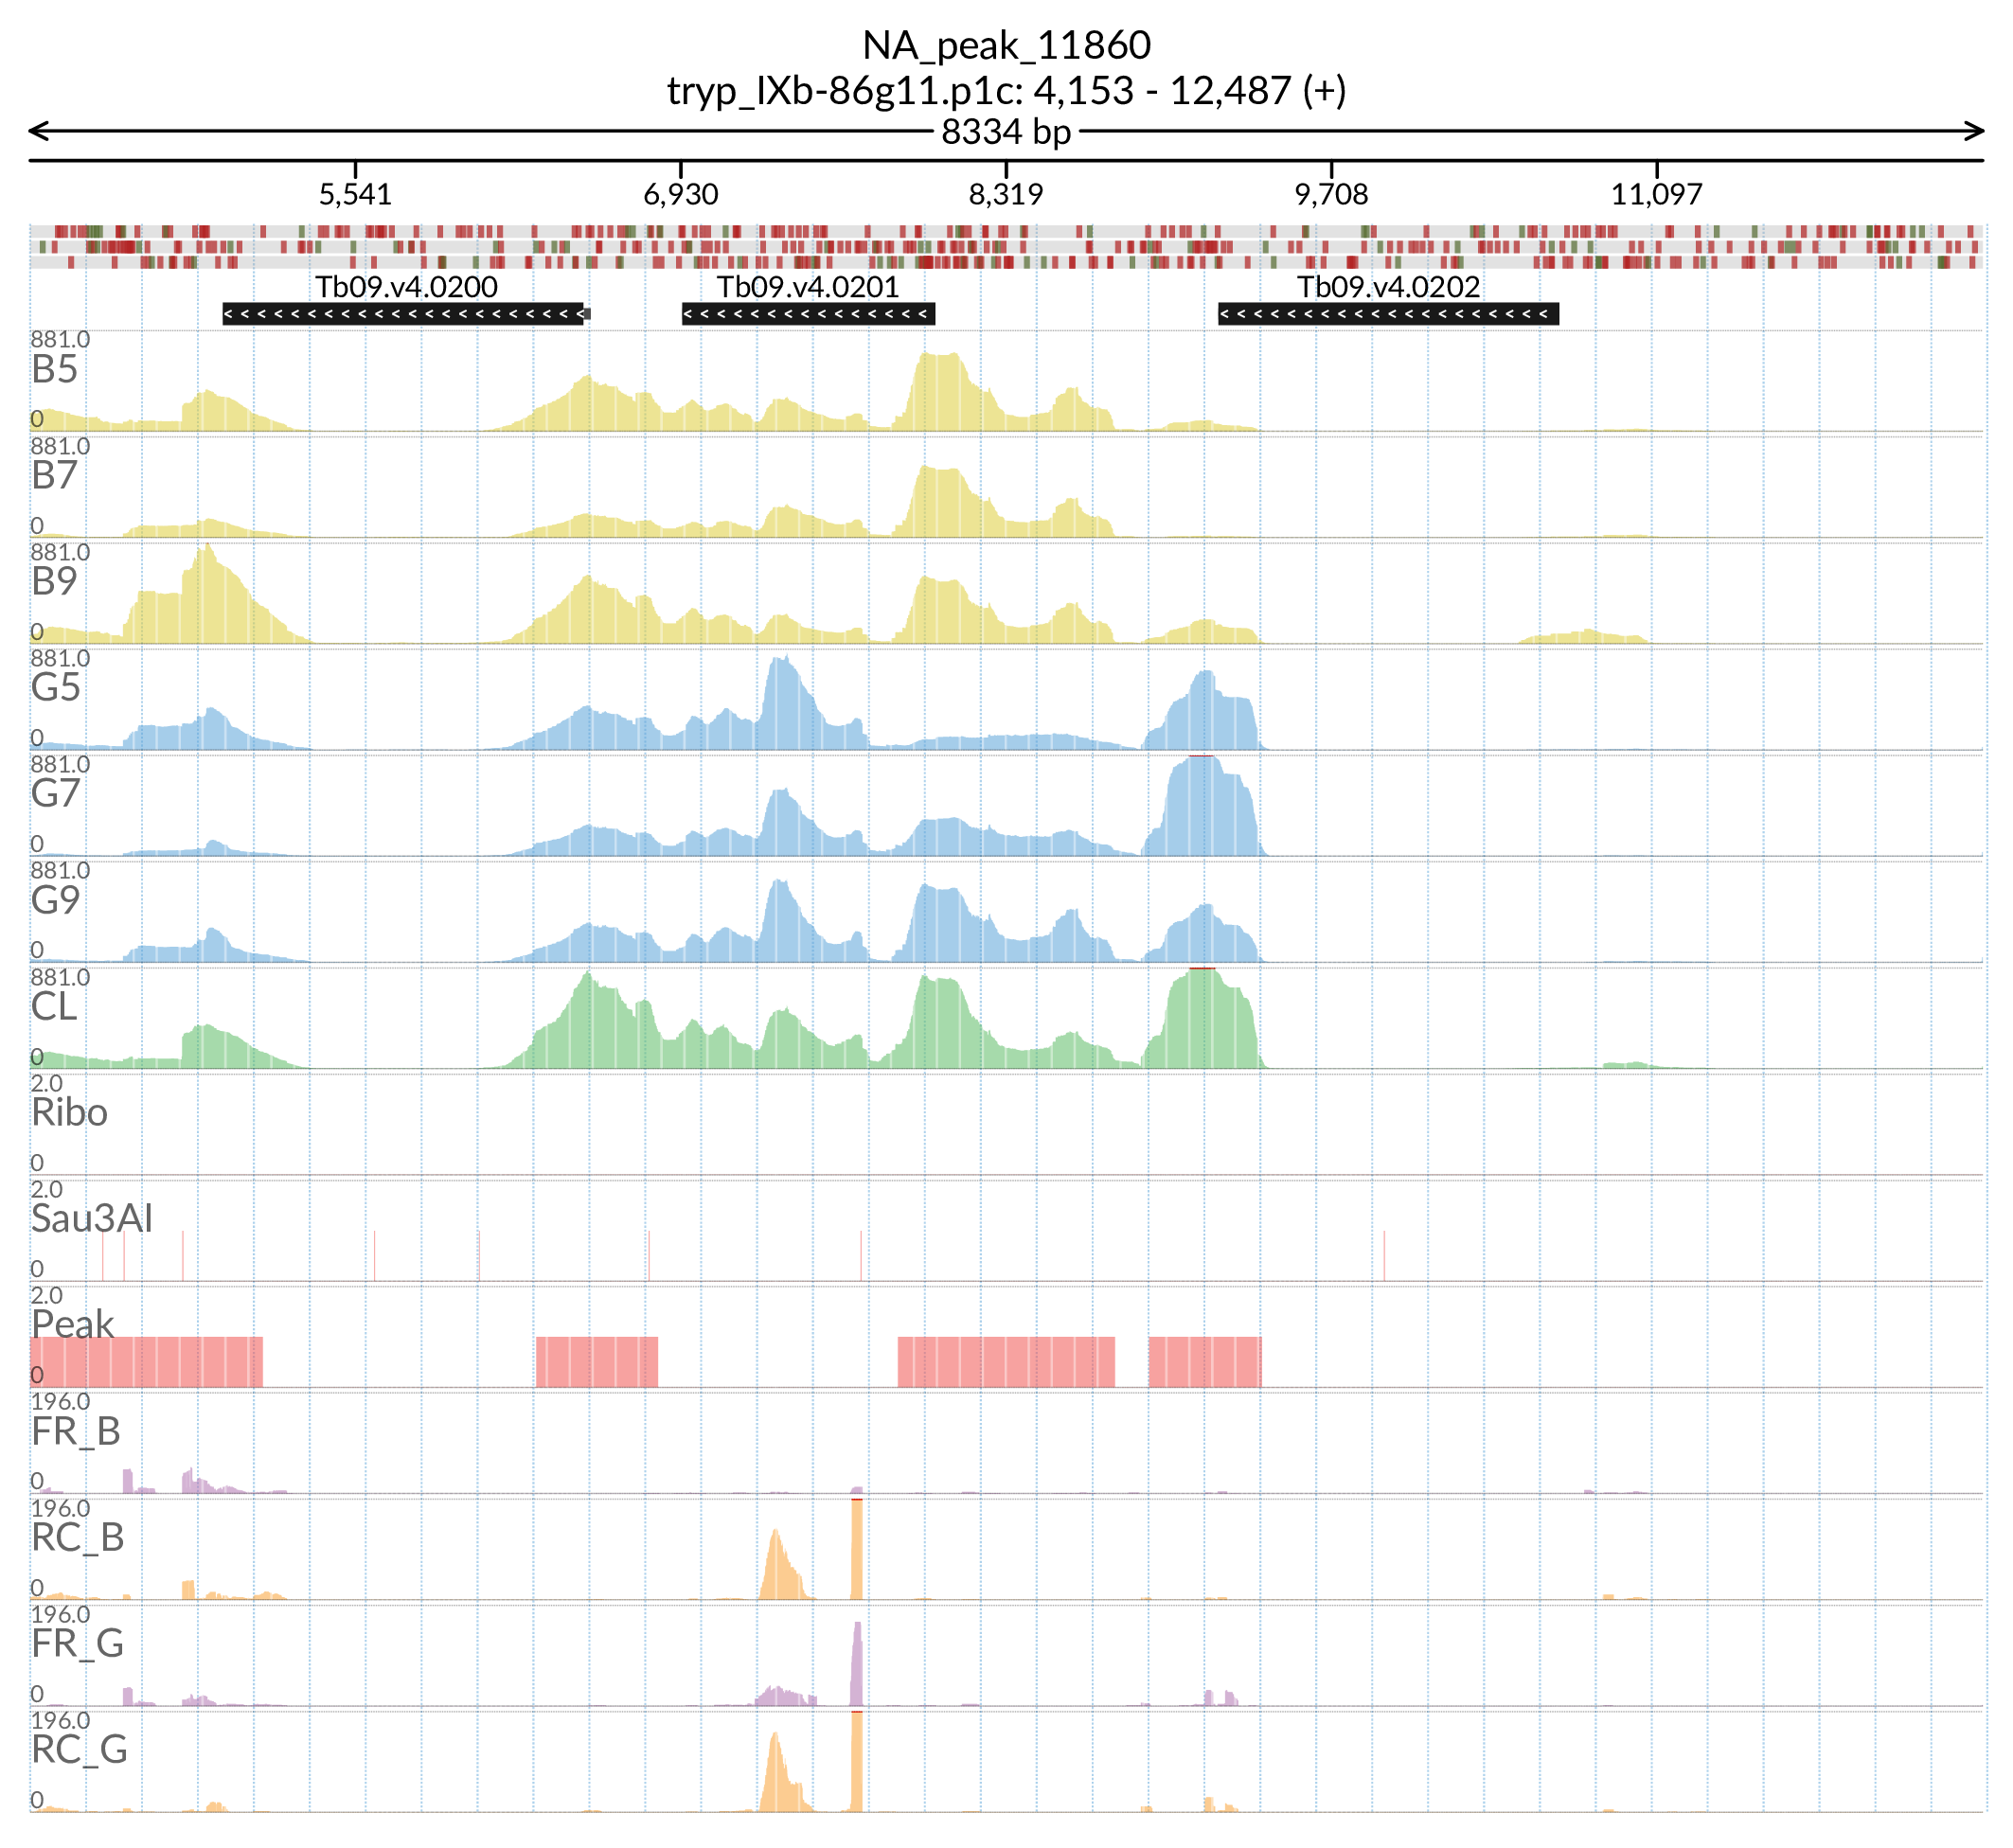 NA_peak_11860
tryp_IXb-86g11.p1c: 4,153 - 12,487 (+)
8334 bp
5,541 6,930 8,319 9,708 11,097
Tb09.v4.0200 Tb09.v4.0201 Tb09.v4.0202
881.0
B5
0
881.0
B7
0
881.0
B9
0
881.0
G5
0
881.0
G7
0
881.0
G9
0
881.0
CL
0
2.0
Ribo
0
2.0
Sau3AI
0
2.0
Peak
0
196.0
FR_B
0
196.0
RC_B
0
196.0
FR_G
0
196.0
RC_G
0